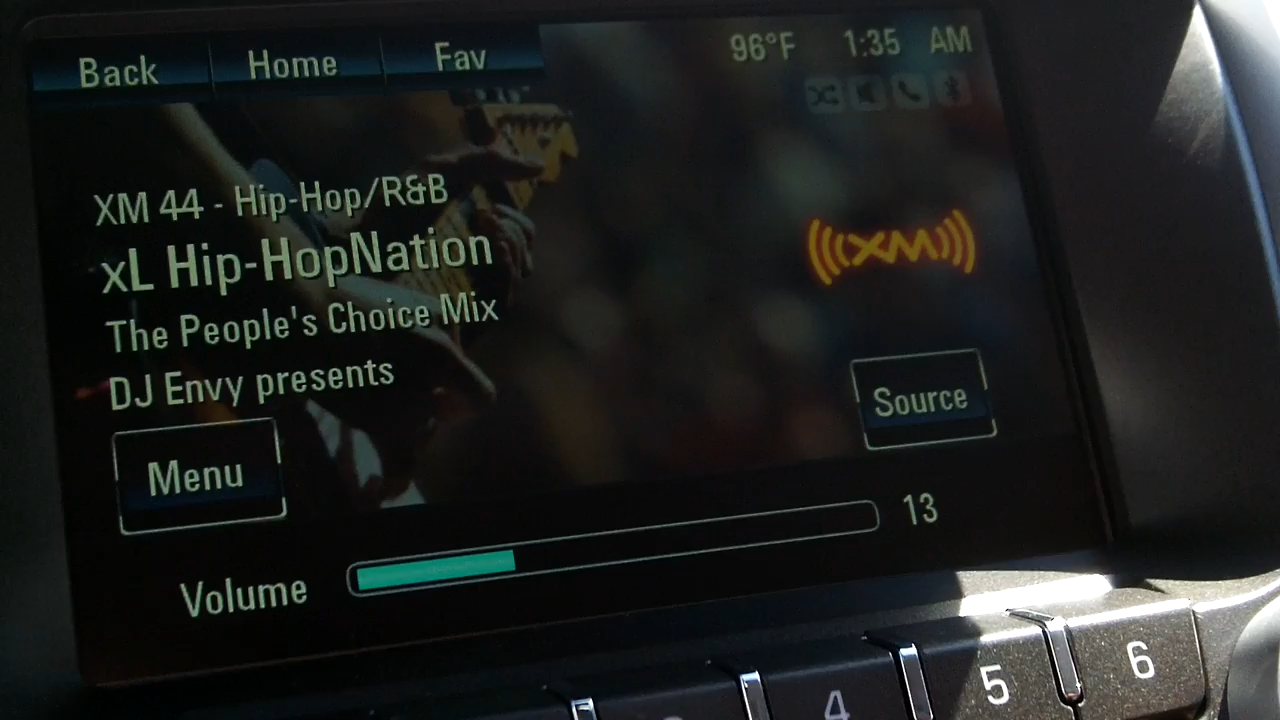 Back Home Fav 96°F 1:35 AM
XM 44 - Hip-Hop/R&B
xL Hip-HopNation
The People's Choice Mix
DJ Envy presents
XM
Source
Menu
Volume 13
4 5 6